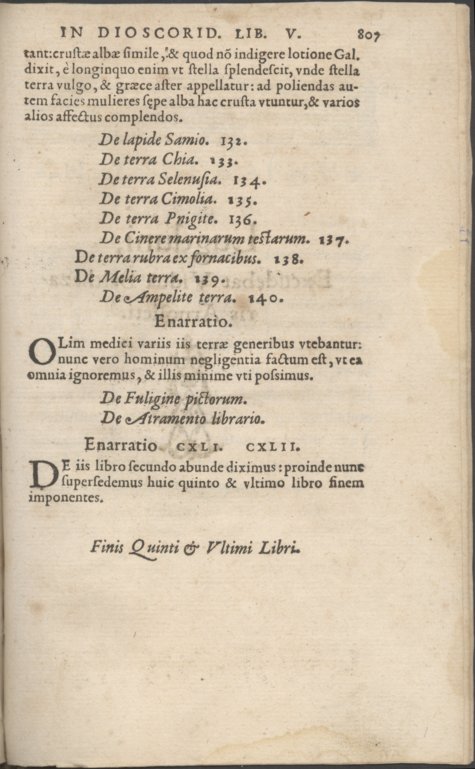 IN DIOSCORID. LIB. V. 807
tant: crustæ albæ simile, & quod nō indigere lotione Gal.
dixit, è longinquo enim vt stella splendescit, vnde stella
terra vulgo, & græce aster appellatur: ad poliendas au-
tem facies mulieres sępe alba hac crusta vtuntur, & varios
alios affectus complendos.
De lapide Samio. 132.
De terra Chia. 133.
De terra Selenusia. 134.
De terra Cimolia. 135.
De terra Pnigite. 136.
De Cinere marinarum testarum. 137.
De terra rubra ex fornacibus. 138.
De Melia terra. 139.
De Ampelite terra. 140.
Enarratio.
OLim medici variis iis terræ generibus vtebantur:
nunc vero hominum negligentia factum est, vt ea
omnia ignoremus, & illis minime vti possimus.
De Fuligine pictorum.
De Atramento librario.
Enarratio CXLI. CXLII.
DE iis libro secundo abunde diximus: proinde nunc
supersedemus huic quinto & vltimo libro finem
imponentes.
Finis Quinti & Vltimi Libri.